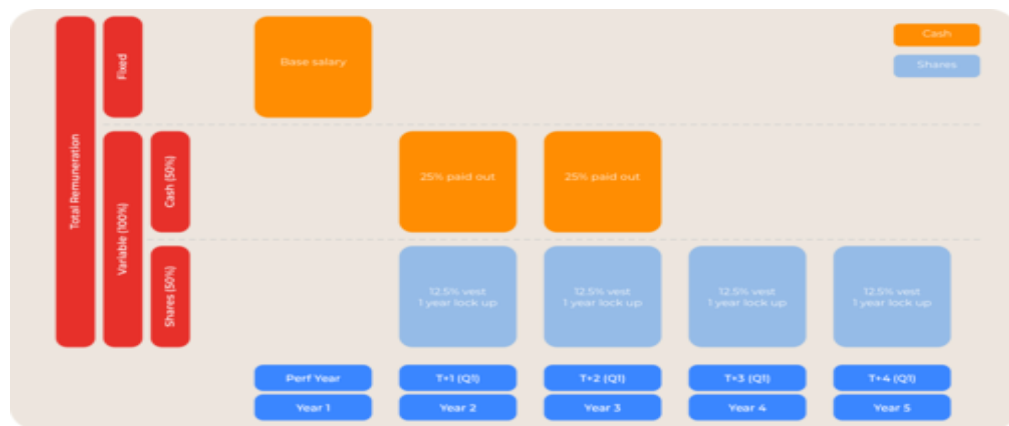 Total Remuneration
Fixed
Variable (100%)
Cash (50%)
Shares (50%)
Base salary
Cash
Shares
25% paid out
25% paid out
12.5% vest
1 year lock up
12.5% vest
1 year lock up
12.5% vest
1 year lock up
12.5% vest
1 year lock up
Perf Year
T+1 (Q1)
T+2 (Q1)
T+3 (Q1)
T+4 (Q1)
Year 1
Year 2
Year 3
Year 4
Year 5